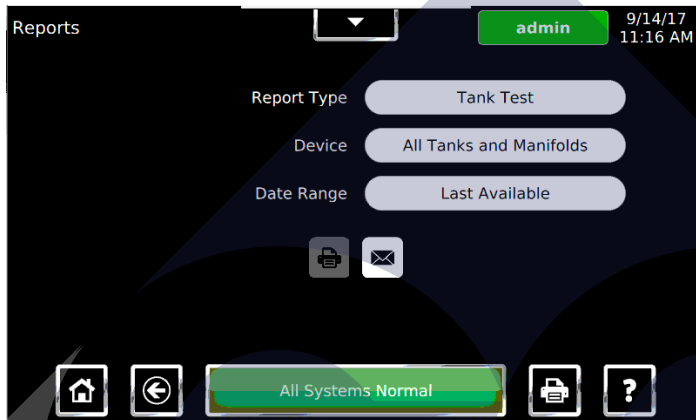 Reports
admin
9/14/17
11:16 AM
Report Type
Tank Test
Device
All Tanks and Manifolds
Date Range
Last Available
All Systems Normal
?